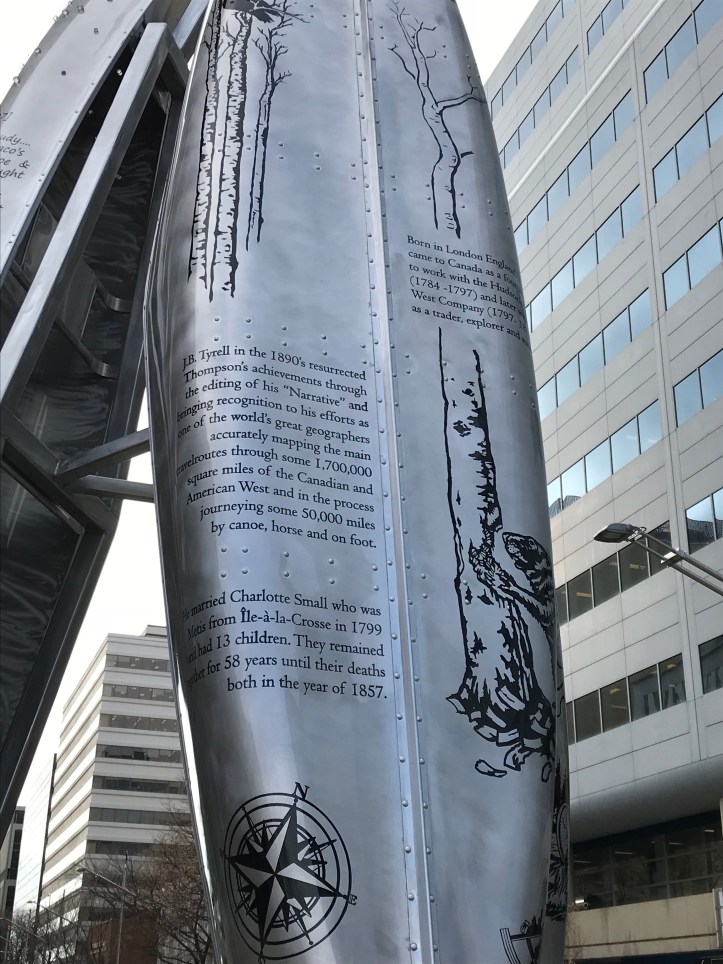 Born in London England
came to Canada as a
to work with the
(1784 -1797) and later
West Company (1797,
as a trader, explorer and
J.B. Tyrell in the 1890's resurrected
Thompson's achievements through
the editing of his "Narrative" and
bringing recognition to his efforts as
one of the world's great geographers
accurately mapping the main
travelroutes through some 1,700,000
square miles of the Canadian and
American West and in the process
journeying some 50,000 miles
by canoe, horse and on foot.
He married Charlotte Small who was
Metis from Île-à-la-Crosse in 1799
had 13 children. They remained
for 58 years until their deaths
both in the year of 1857.
N